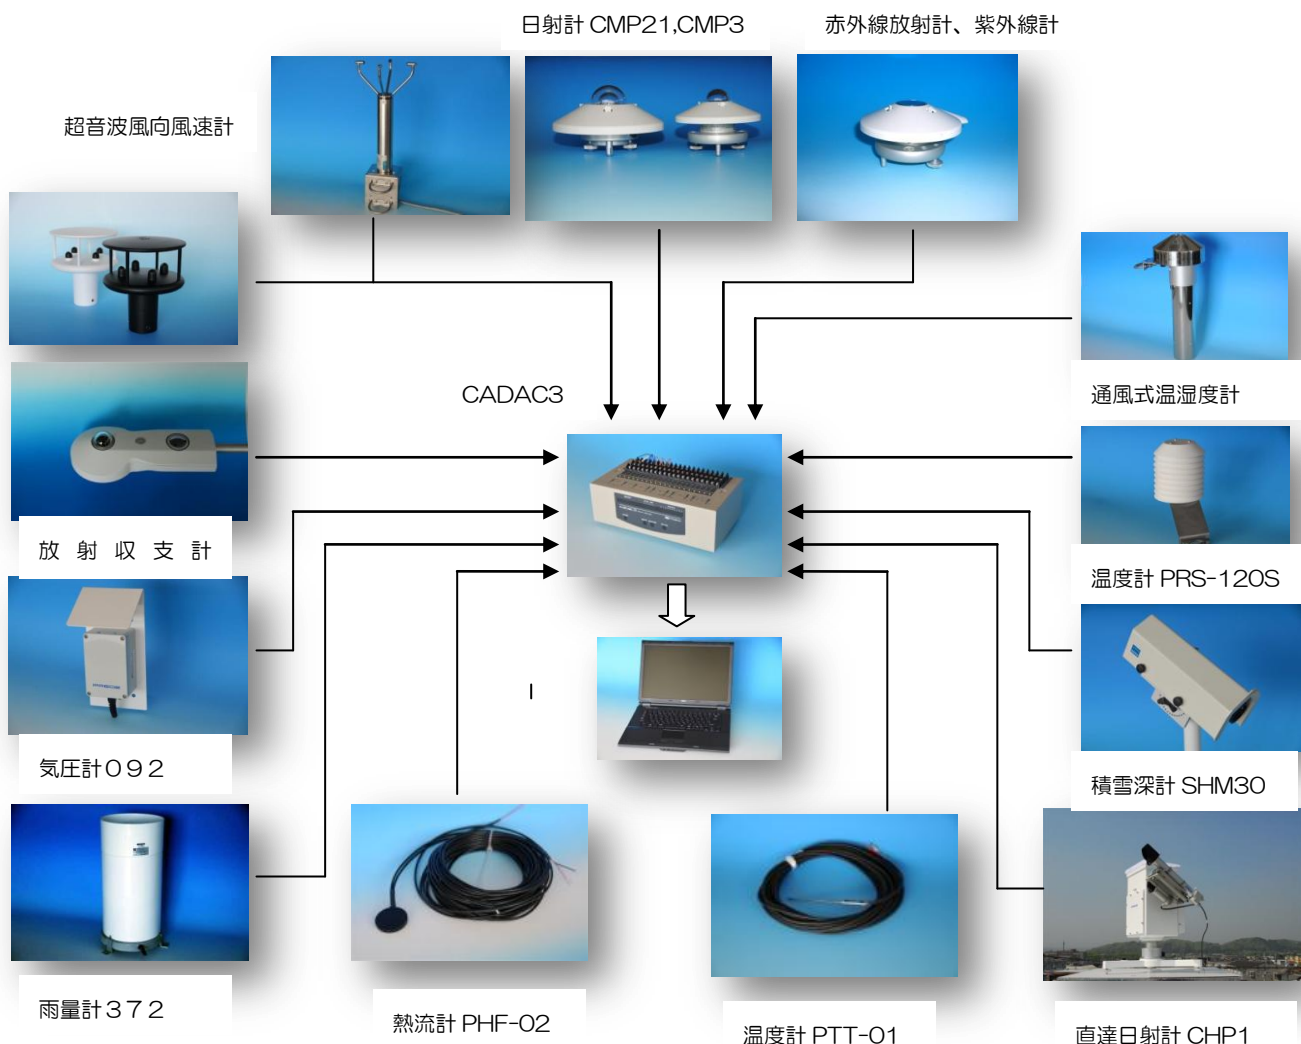 日射計 CMP21,CMP3
赤外線放射計、紫外線計
超音波風向風速計
CADAC3
通風式温湿度計
放射収支計
温度計 PRS-120S
気圧計092
積雪深計 SHM30
雨量計372
熱流計 PHF-02
温度計 PTT-01
直達日射計 CHP1